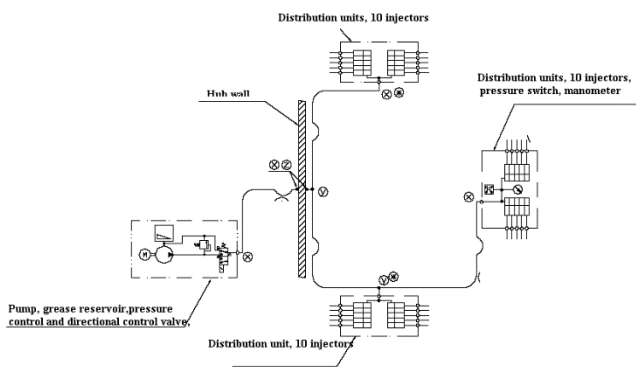 Distribution units, 10 injectors
Distribution units, 10 injectors,
pressure switch, manometer
Hub wall
X
X Z
Y
X
M
X
Y
Pump, grease reservoir,pressure
control and directional control valve,
Distribution unit, 10 injectors